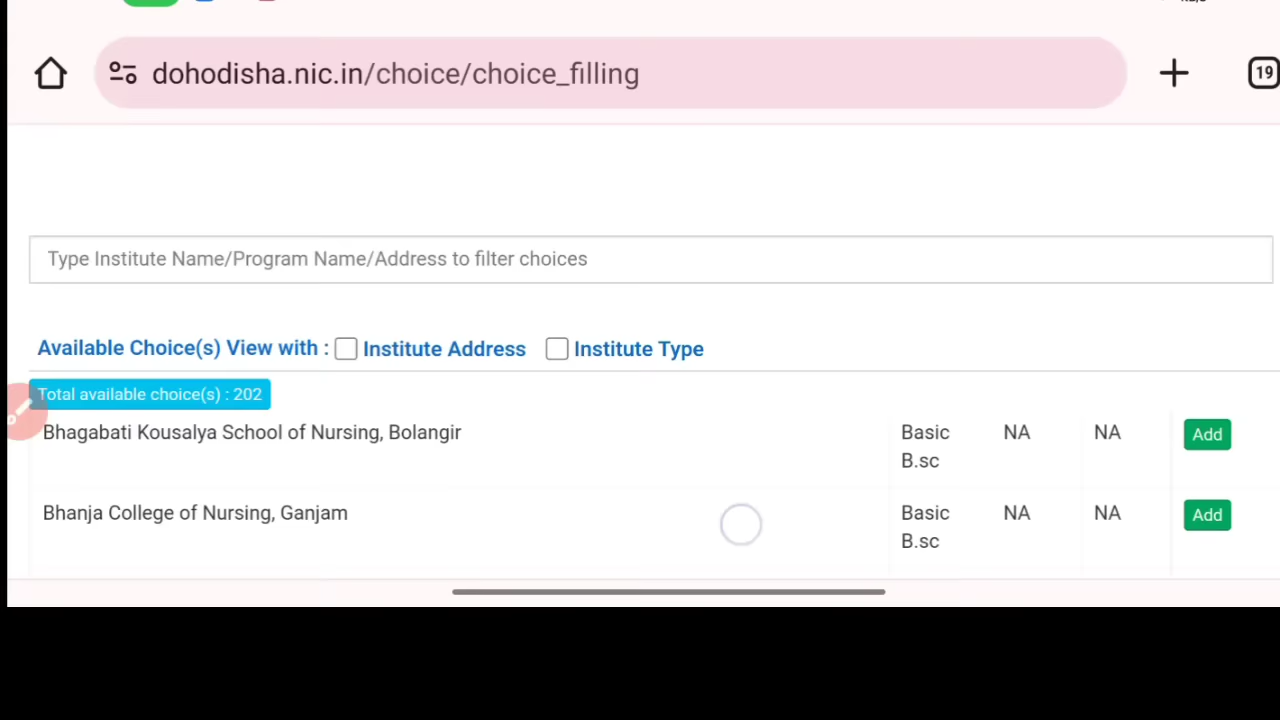 dohodisha.nic.in/choice/choice_filling
19
Type Institute Name/Program Name/Address to filter choices
Available Choice(s) View with : Institute Address Institute Type
Total available choice(s) : 202
Bhagabati Kousalya School of Nursing, Bolangir Basic NA NA Add
B.sc
Bhanja College of Nursing, Ganjam Basic NA NA Add
B.sc